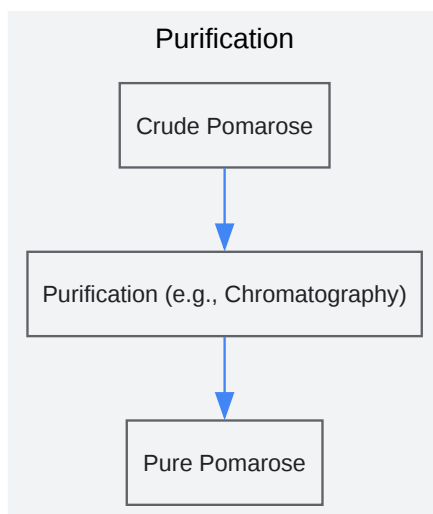 Purification
Crude Pomarose
Purification (e.g., Chromatography)
Pure Pomarose